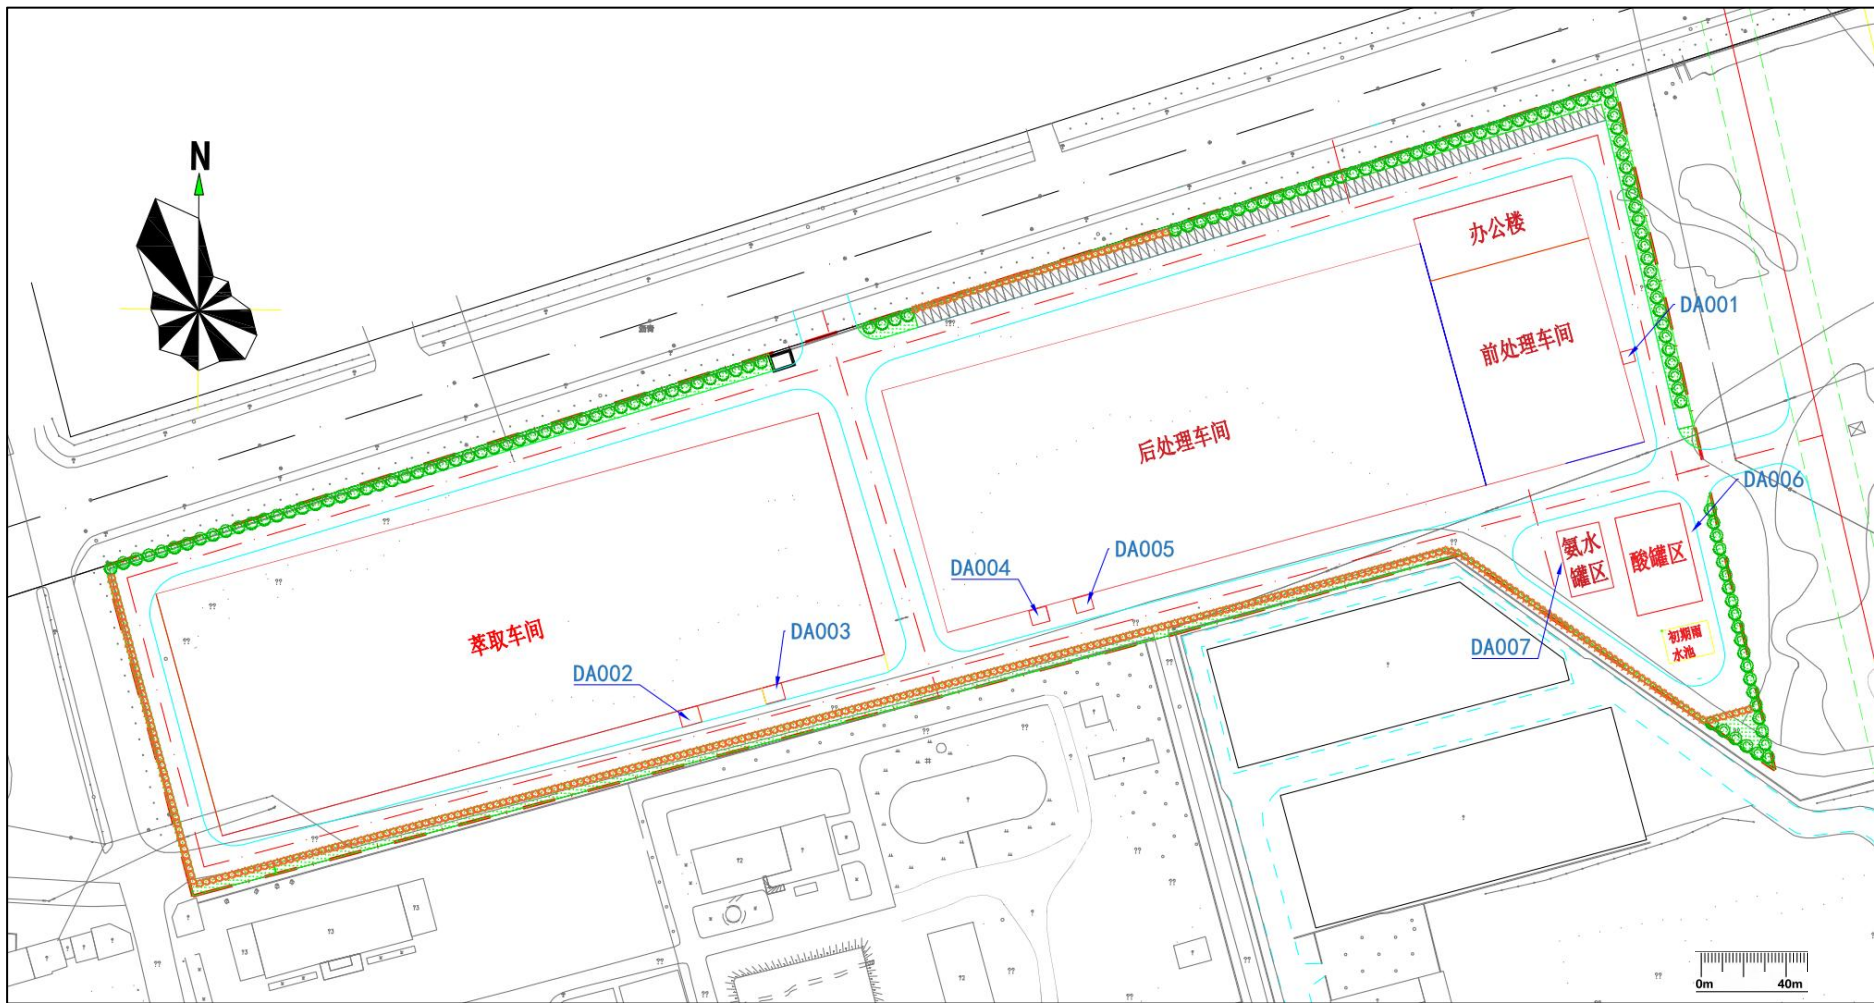 N
办公楼
DA001
前处理车间
后处理车间
DA006
氨水
罐区
酸罐区
DA005
DA004
萃取车间
DA003
DA007
初期雨
水池
DA002
0m 40m